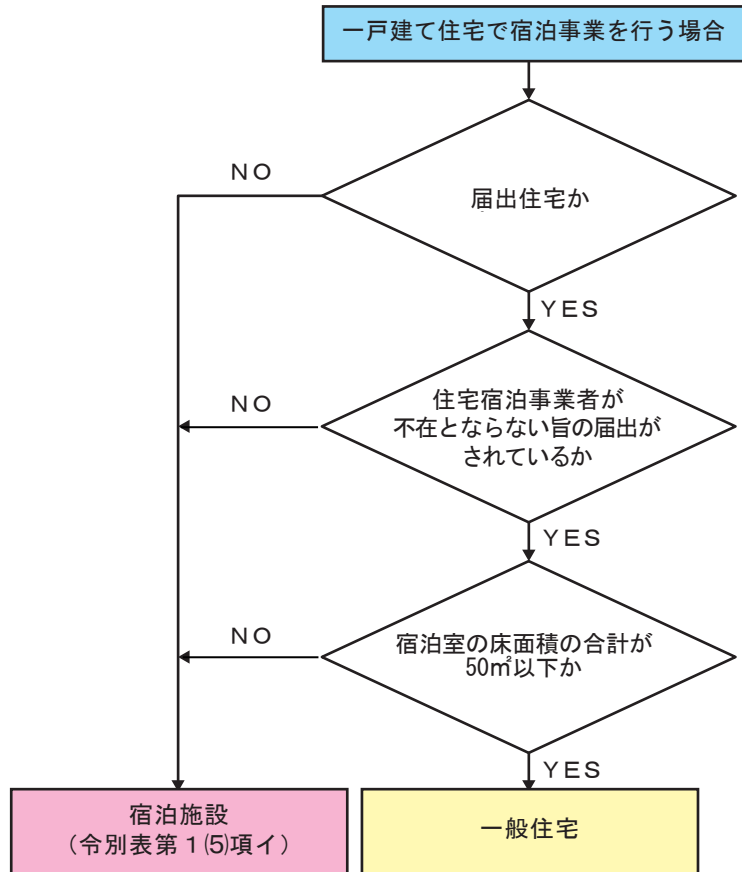 一戸建て住宅で宿泊事業を行う場合
NO
届出住宅か
YES
NO
住宅宿泊事業者が
不在とならない旨の届出が
されているか
YES
NO
宿泊室の床面積の合計が
50㎡以下か
YES
宿泊施設
（令別表第１⑸項イ）
一般住宅